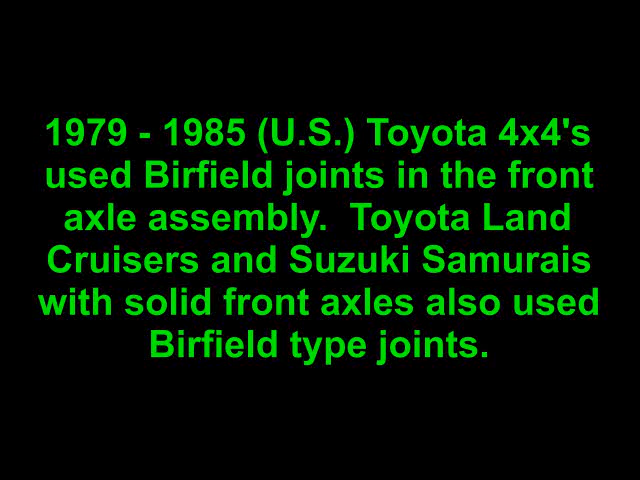 1979 - 1985 (U.S.) Toyota 4x4's
used Birfield joints in the front
axle assembly.  Toyota Land
Cruisers and Suzuki Samurais
with solid front axles also used
Birfield type joints.